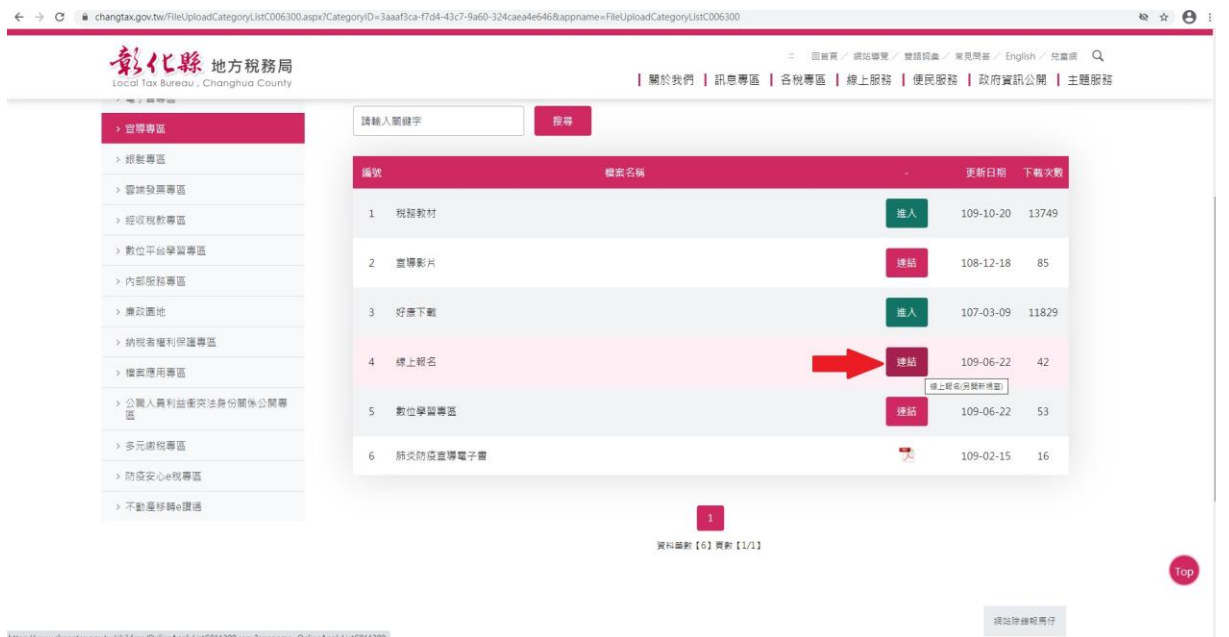 changtax.gov.tw/FileUploadCategoryListC006300.aspx?CategoryID=3aaaf3ca-f7d4-43c7-9a60-324caea4e646&appname=FileUploadCategoryListC006300
彰化縣 地方稅務局
Local Tax Bureau , Changhua County
::: 回首頁 / 網站導覽 / 雙語詞彙 / 常見問答 / English / 兒童網
關於我們 | 訊息專區 | 各稅專區 | 線上服務 | 便民服務 | 政府資訊公開 | 主題服務
> 宣導專區
> 銀髮專區
> 雲端發票專區
> 經收稅款專區
> 數位平台學習專區
> 內部服務專區
> 廉政園地
> 納稅者權利保護專區
> 檔案應用專區
> 公職人員利益衝突法身份關係公開專區
> 多元繳稅專區
> 防疫安心e稅專區
> 不動產移轉e讚通
請輸入關鍵字 搜尋
編號 檔案名稱 - 更新日期 下載次數
1 稅務教材 進入 109-10-20 13749
2 宣導影片 連結 108-12-18 85
3 好康下載 進入 107-03-09 11829
4 線上報名 連結 109-06-22 42
線上報名(另開新視窗)
5 數位學習專區 連結 109-06-22 53
6 肺炎防疫宣導電子書 109-02-15 16
1
資料筆數【6】頁數【1/1】
Top
網站除錯報馬仔